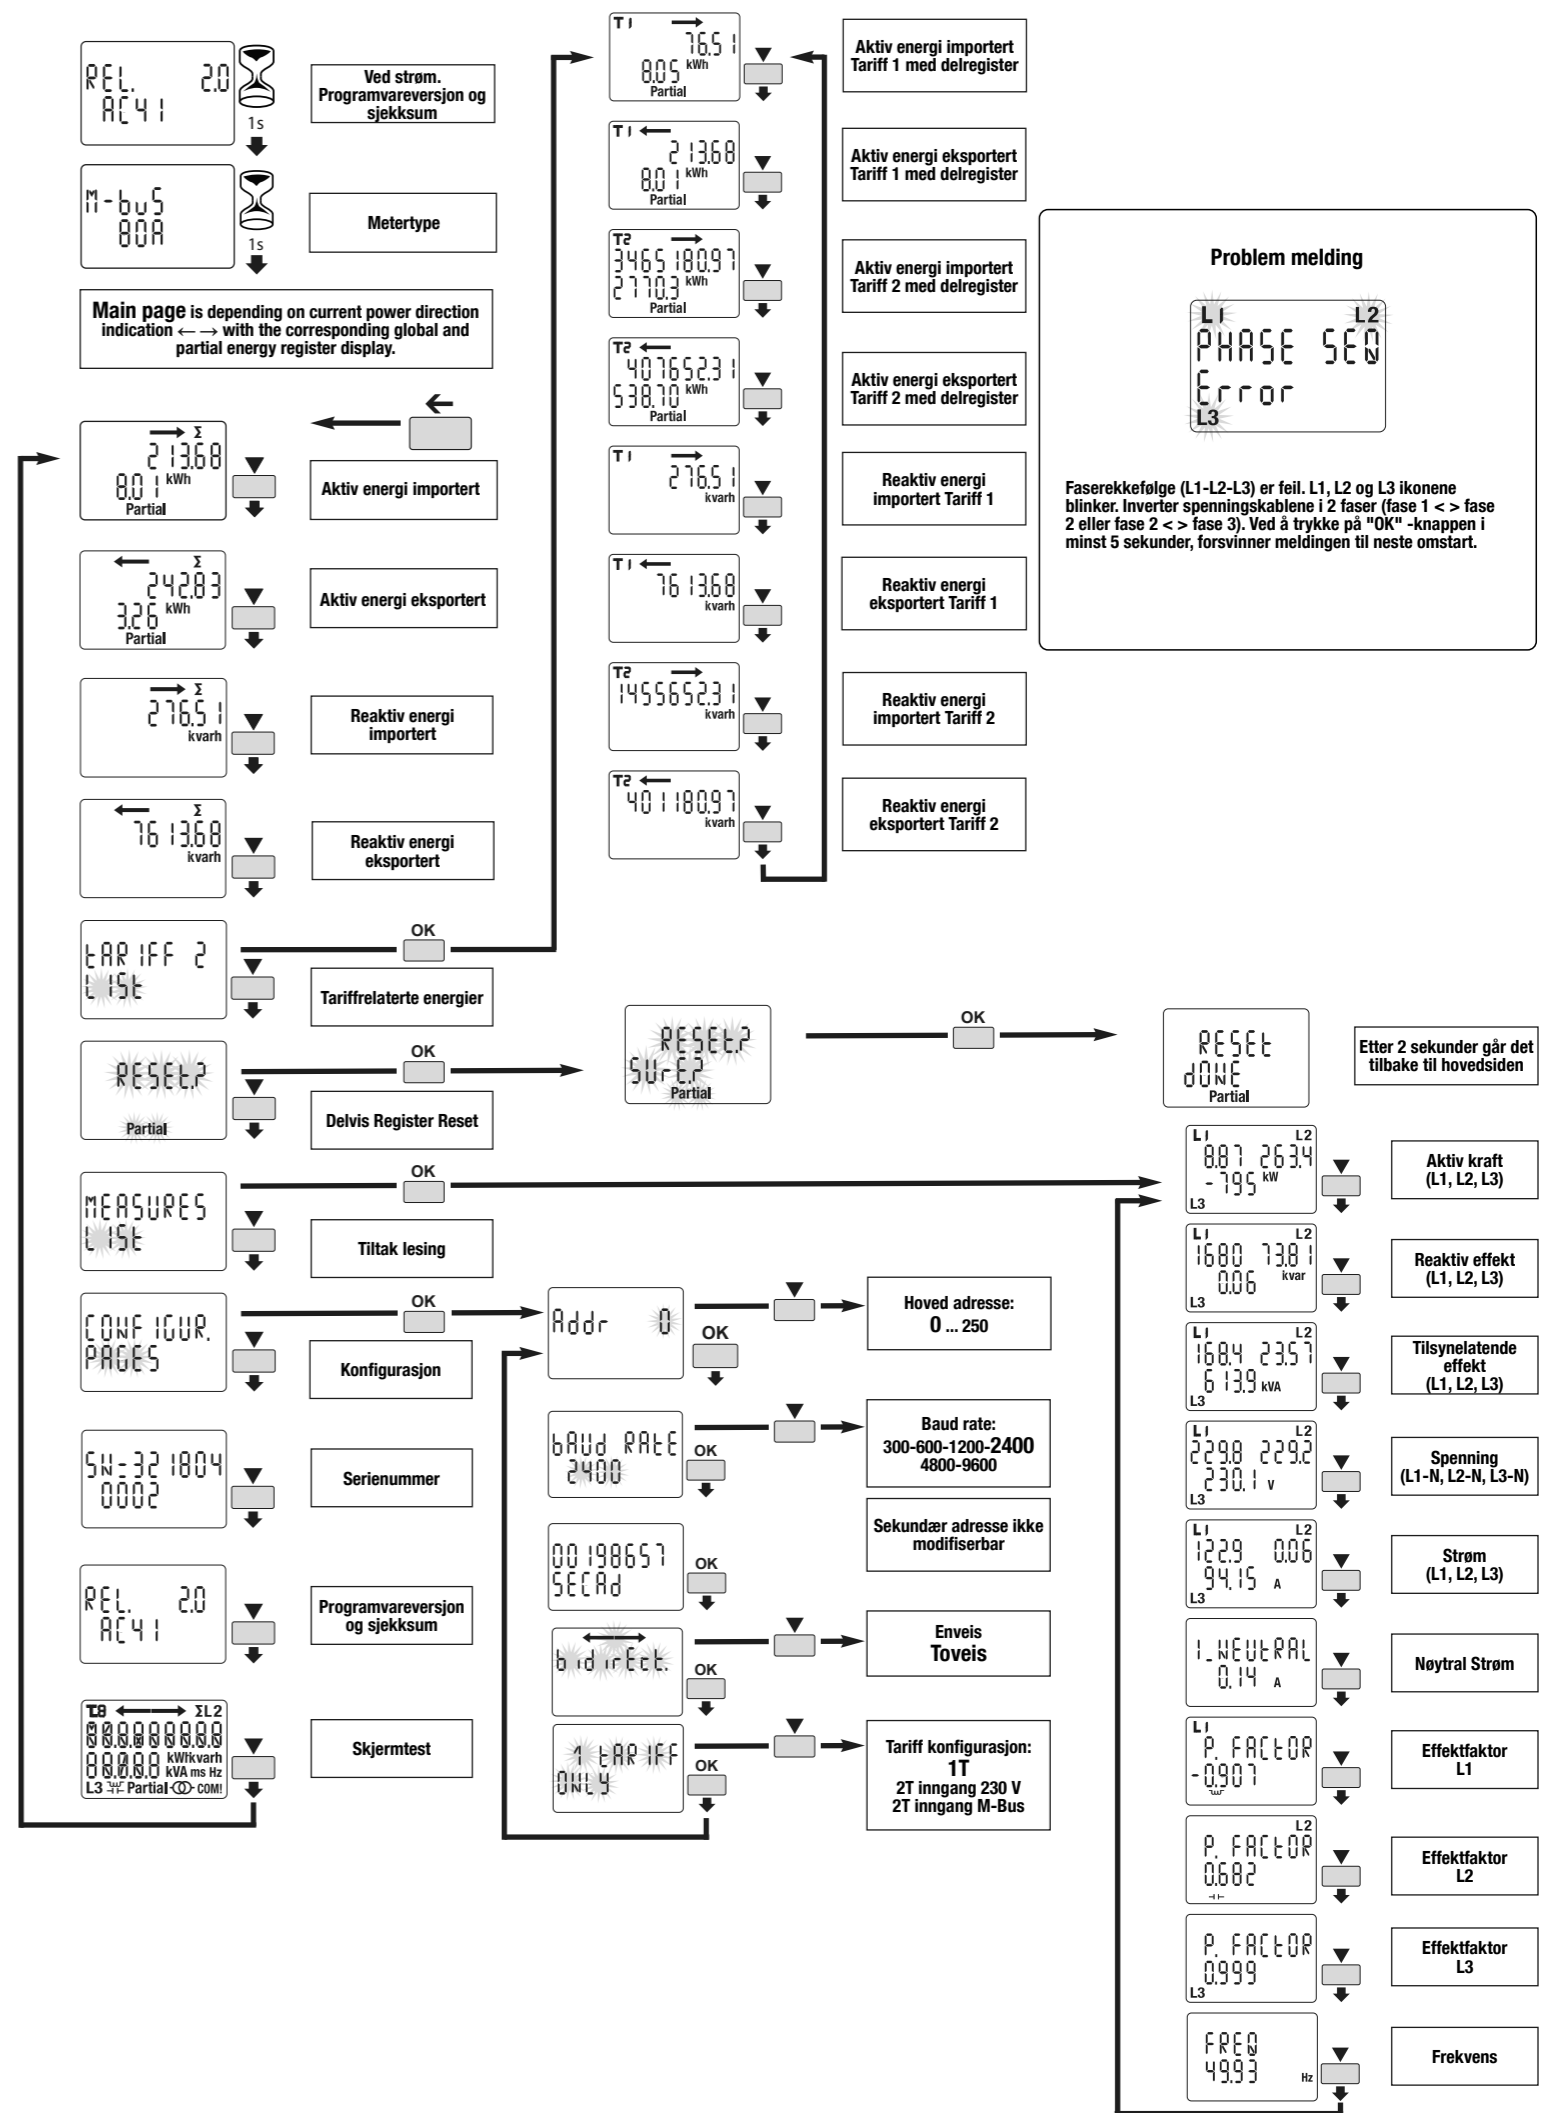 REL. 2.0
AC41
1s
Ved strøm.
Programvareversjon og
sjekksum
M-buS
80A
1s
Metertype
Main page is depending on current power direction
indication ←→ with the corresponding global and
partial energy register display.
→ Σ
213.68
8.01 kWh
Partial
←
Aktiv energi importert
← Σ
242.83
3.26 kWh
Partial
Aktiv energi eksportert
→ Σ
276.51
kvarh
Reaktiv energi
importert
← Σ
7613.68
kvarh
Reaktiv energi
eksportert
tARIFF 2
LISt
OK
Tariffrelaterte energier
RESEt.?
Partial
OK
Delvis Register Reset
RESEt.?
SUrE.?
Partial
OK
RESEt
dONE
Partial
Etter 2 sekunder går det
tilbake til hovedsiden
MEASURES
LISt
OK
Tiltak lesing
CONFIGUR.
PAGES
OK
Konfigurasjon
SN-321804
0002
Serienummer
REL. 2.0
AC41
Programvareversjon
og sjekksum
ΣL2
kWh kvarh
kVA ms Hz
L3 Partial COM!
Skjermtest
T1 →
76.51
8.05 kWh
Partial
Aktiv energi importert
Tariff 1 med delregister
T1 ←
213.68
8.01 kWh
Partial
Aktiv energi eksportert
Tariff 1 med delregister
T2 →
3465180.97
2770.3 kWh
Partial
Aktiv energi importert
Tariff 2 med delregister
T2 ←
407652.31
538.70 kWh
Partial
Aktiv energi eksportert
Tariff 2 med delregister
T1 →
276.51
kvarh
Reaktiv energi
importert Tariff 1
T1 ←
7613.68
kvarh
Reaktiv energi
eksportert Tariff 1
T2 →
1455652.31
kvarh
Reaktiv energi
importert Tariff 2
T2 ←
401180.97
kvarh
Reaktiv energi
eksportert Tariff 2
Problem melding
L1 L2
PHASE SEQ
Error
L3
Faserekkefølge (L1-L2-L3) er feil. L1, L2 og L3 ikonene
blinker. Inverter spenningskablene i 2 faser (fase 1 < > fase
2 eller fase 2 < > fase 3). Ved å trykke på "OK" -knappen i
minst 5 sekunder, forsvinner meldingen til neste omstart.
Addr 0
OK
Hoved adresse:
0 ... 250
bAUd RAtE
2400
OK
Baud rate:
300-600-1200-2400
4800-9600
00198657
SECAd
OK
Sekundær adresse ikke
modifiserbar
bidirEct.
OK
Enveis
Toveis
1 tARIFF
ONLY
OK
Tariff konfigurasjon:
1T
2T inngang 230 V
2T inngang M-Bus
L1 L2
8.87 263.4
-795 kW
L3
Aktiv kraft
(L1, L2, L3)
L1 L2
1680 73.81
0.06 kvar
L3
Reaktiv effekt
(L1, L2, L3)
L1 L2
168.4 23.57
613.9 kVA
L3
Tilsynelatende
effekt
(L1, L2, L3)
L1 L2
229.8 229.2
230.1 V
L3
Spenning
(L1-N, L2-N, L3-N)
L1 L2
122.9 0.06
94.15 A
L3
Strøm
(L1, L2, L3)
I_NEUtRAL
0.14 A
Nøytral Strøm
L1
P. FACtOR
-0.907
Effektfaktor
L1
L2
P. FACtOR
0.682
Effektfaktor
L2
P. FACtOR
0.999
L3
Effektfaktor
L3
FREQ
49.93
Hz
Frekvens